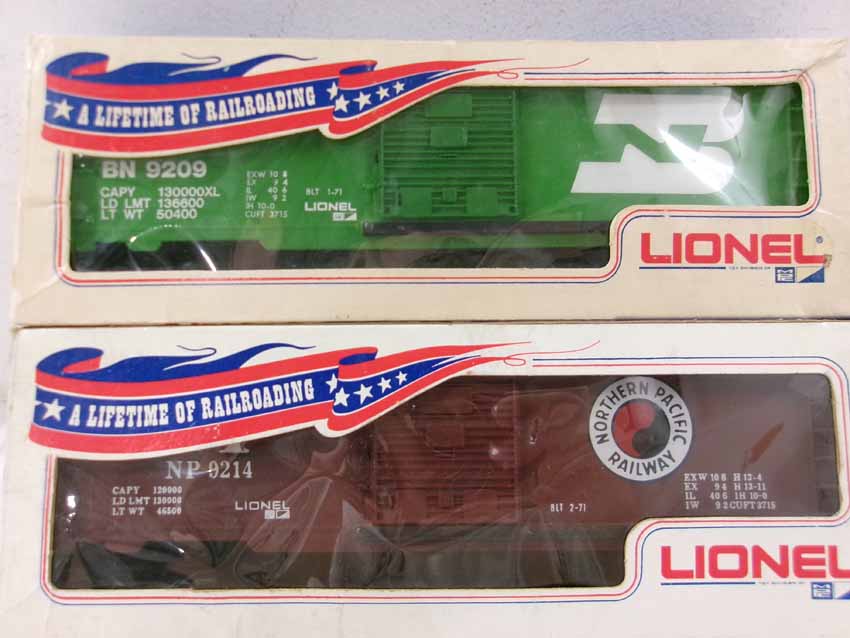 A LIFETIME OF RAILROADING
BN 9209
CAPY 130000XL
LD LMT 136600
LT WT 50400
EXW 10 8
EX 9 4
IL 40 6
IW 9 2
IH 10-0
CUFT 3715
BLT 1-71
LIONEL
LIONEL
A LIFETIME OF RAILROADING
NP 9214
CAPY 120000
LD LMT 130000
LT WT 46500
LIONEL
BLT 2-71
NORTHERN PACIFIC
RAILWAY
EXW 10 8 H 13-4
EX 9 4 H 13-11
IL 40 6 IH 10-0
IW 9 2 CUFT 3715
LIONEL